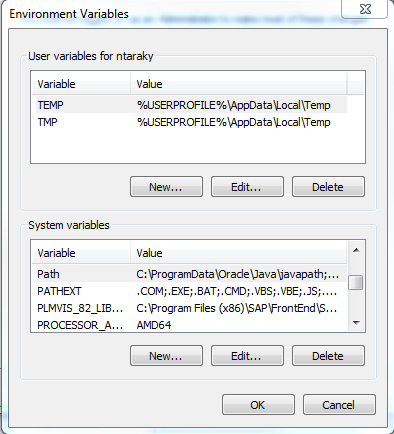 Environment Variables
User variables for ntaraky
Variable Value
TEMP %USERPROFILE%\AppData\Local\Temp
TMP %USERPROFILE%\AppData\Local\Temp
New... Edit... Delete
System variables
Variable Value
Path C:\ProgramData\Oracle\Java\javapath;...
PATHEXT .COM;.EXE;.BAT;.CMD;.VBS;.VBE;.JS;....
PLMVIS_82_LIB... C:\Program Files (x86)\SAP\FrontEnd\S...
PROCESSOR_A... AMD64
New... Edit... Delete
OK Cancel